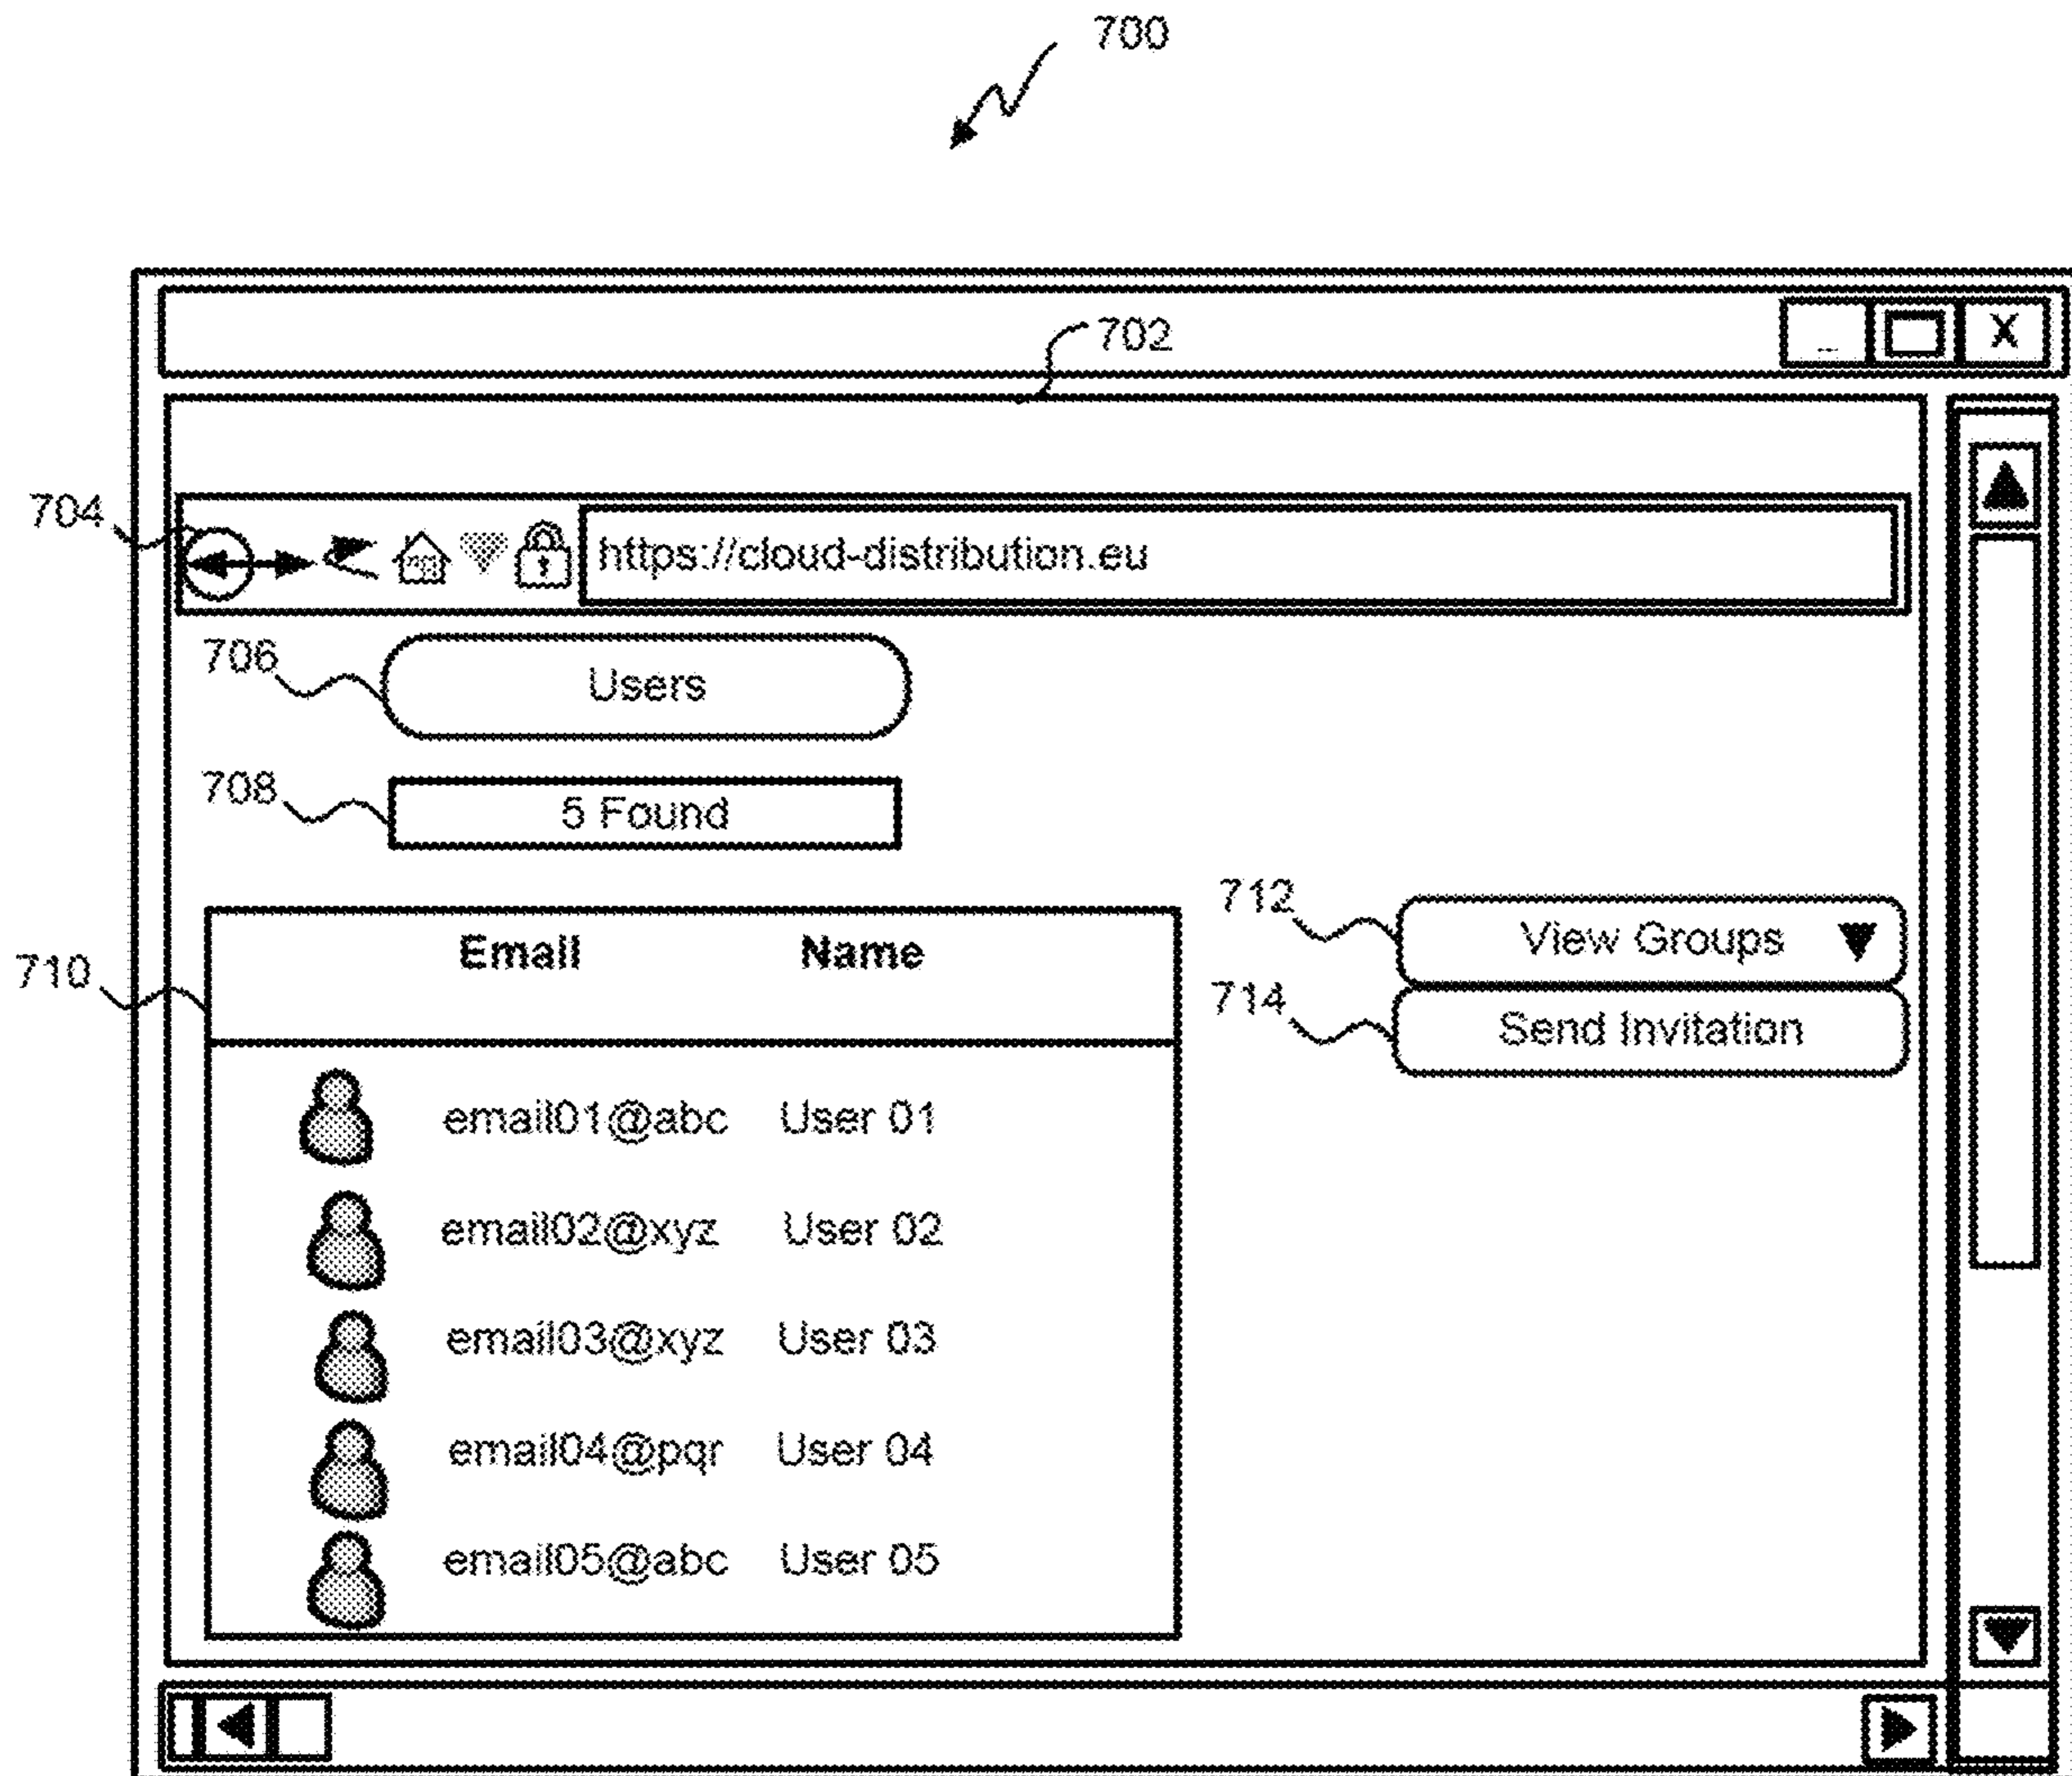 700
702
X
704
https://cloud-distribution.eu
706
Users
708
5 Found
710
Email Name
712
View Groups
714
Send Invitation
email01@abc User 01
email02@xyz User 02
email03@xyz User 03
email04@pqr User 04
email05@abc User 05